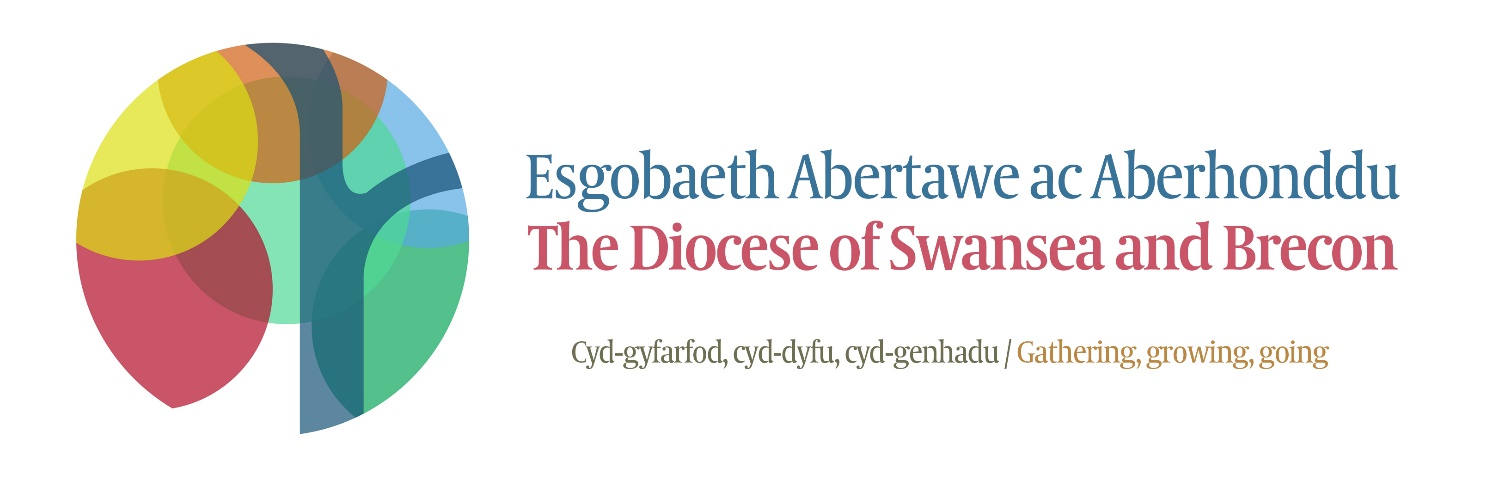 Esgobaeth Abertawe ac Aberhonddu
The Diocese of Swansea and Brecon
Cyd-gyfarfod, cyd-dyfu, cyd-genhadu / Gathering, growing, going